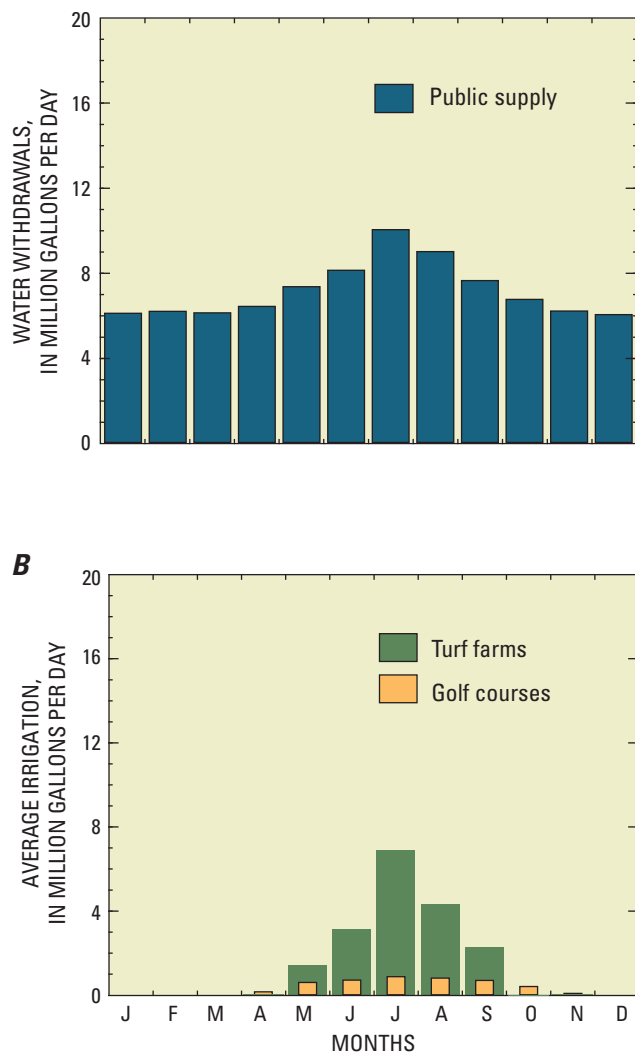 20
16
12
8
4
0
WATER WITHDRAWALS,
IN MILLION GALLONS PER DAY
Public supply
B
20
16
12
8
4
0
AVERAGE IRRIGATION,
IN MILLION GALLONS PER DAY
Turf farms
Golf courses
J F M A M J J A S O N D
MONTHS